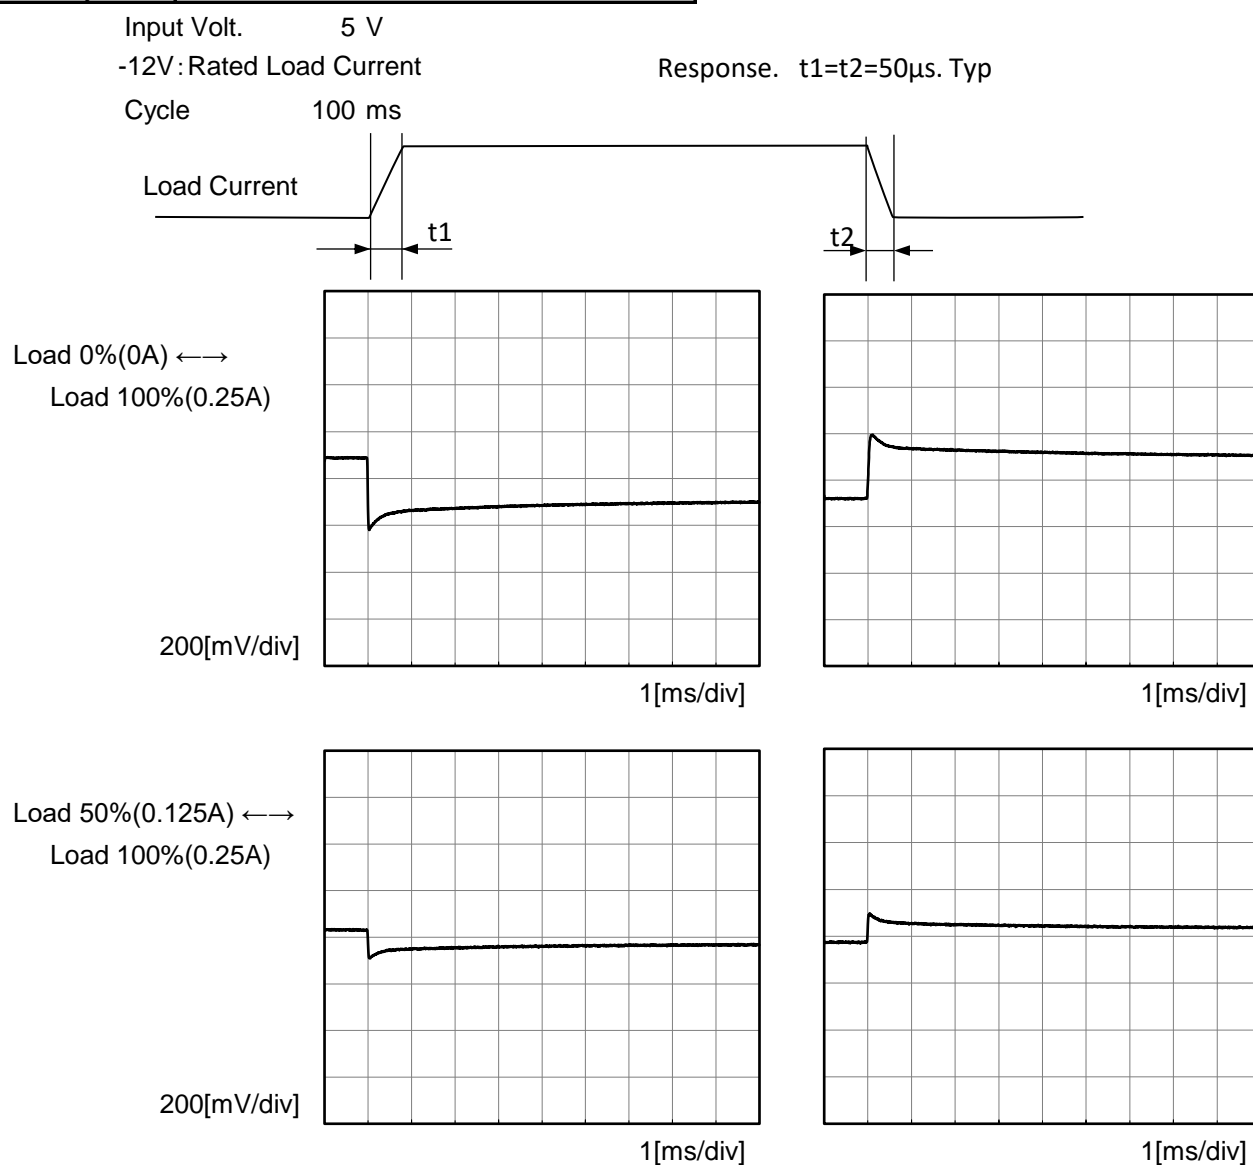 Input Volt. 5 V
-12V：Rated Load Current
Response. t1=t2=50µs. Typ
Cycle 100 ms
Load Current
t1
t2
Load 0%(0A) ←→
Load 100%(0.25A)
200[mV/div]
1[ms/div]
1[ms/div]
Load 50%(0.125A) ←→
Load 100%(0.25A)
200[mV/div]
1[ms/div]
1[ms/div]